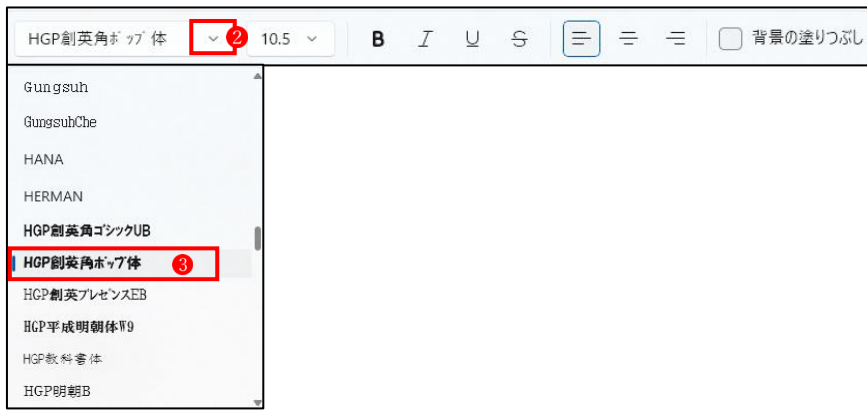 HGP創英角ポップ体 ❷ 10.5 B I U S 背景の塗りつぶし
Gungsuh
GungsuhChe
HANA
HERMAN
HGP創英角ゴシックUB
HGP創英角ポップ体 ❸
HGP創英プレゼンスEB
HGP平成明朝体W9
HGP教科書体
HGP明朝B